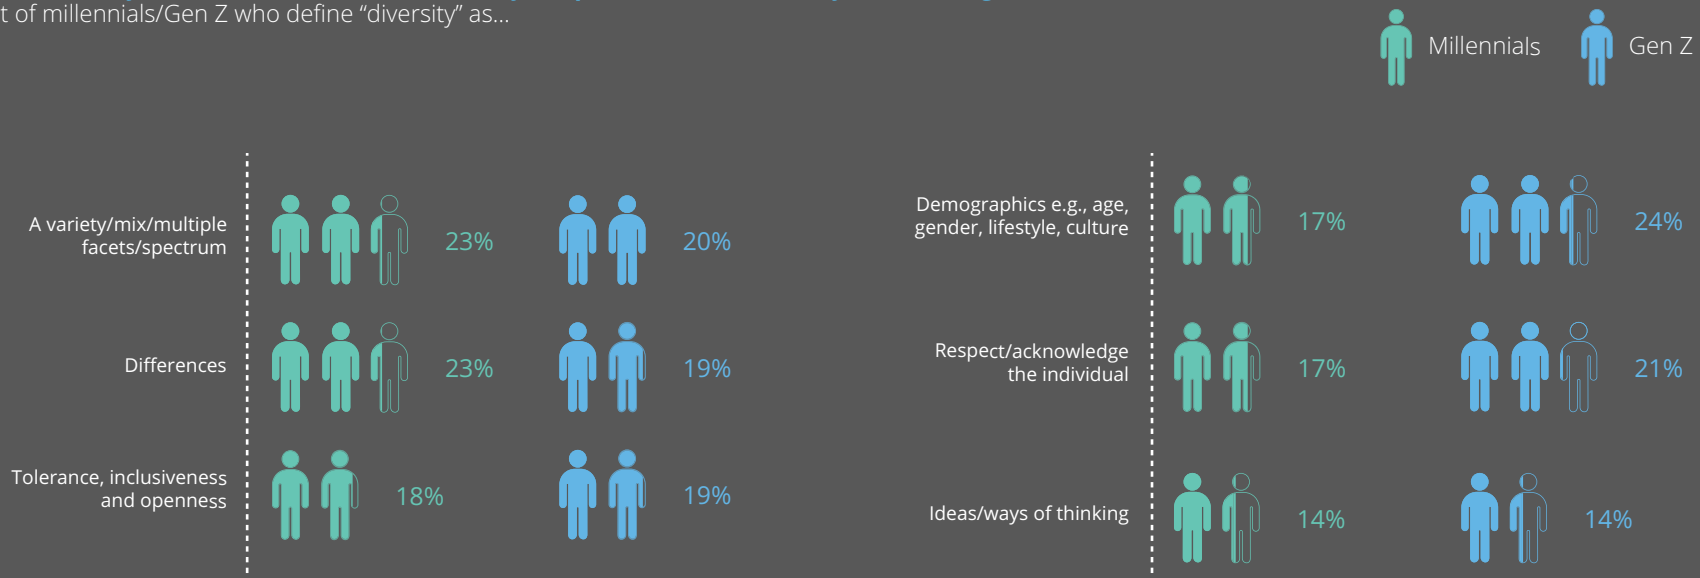 t of millennials/Gen Z who define “diversity” as...
Millennials
Gen Z
A variety/mix/multiple
facets/spectrum
23%
20%
Differences
23%
19%
Tolerance, inclusiveness
and openness
18%
19%
Demographics e.g., age,
gender, lifestyle, culture
17%
24%
Respect/acknowledge
the individual
17%
21%
Ideas/ways of thinking
14%
14%